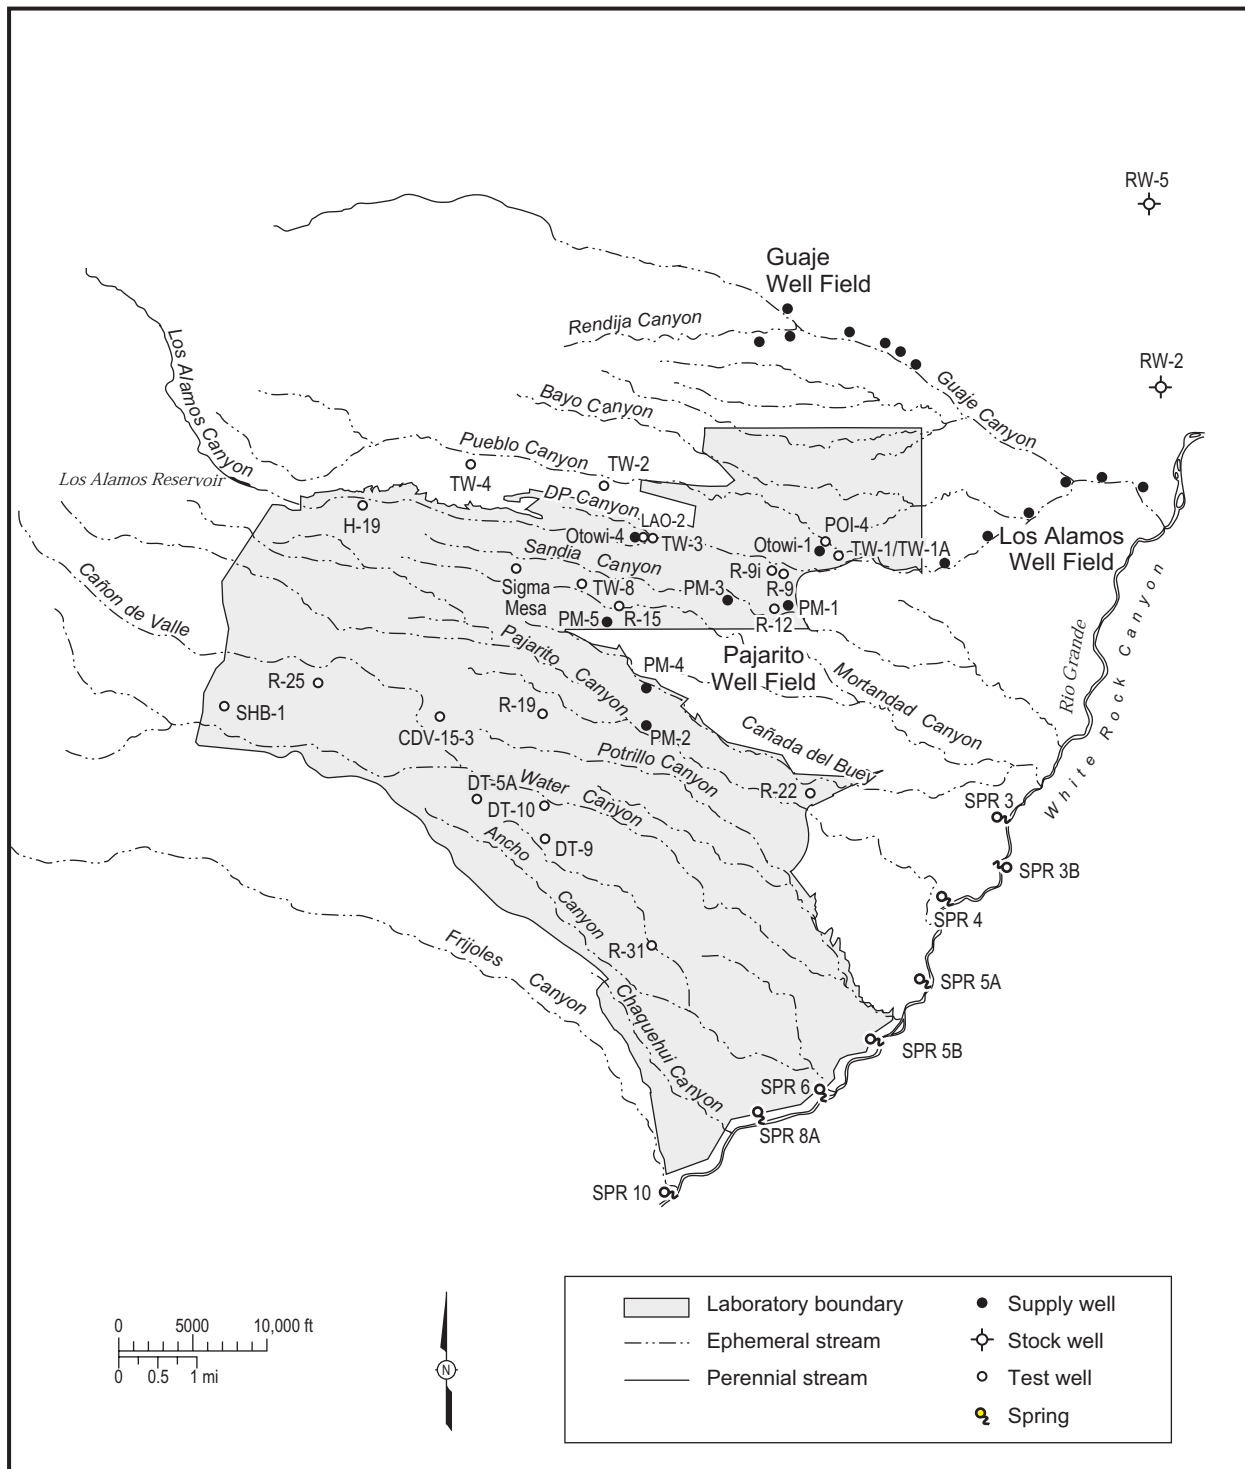 RW-5
Guaje
Well Field
Rendija Canyon
RW-2
Los Alamos Canyon
Guaje Canyon
Bayo Canyon
Pueblo Canyon
TW-2
TW-4
Los Alamos Reservoir
DP Canyon
H-19
LAO-2
Otowi-4
TW-3
POI-4
Otowi-1
TW-1/TW-1A
Los Alamos
Well Field
Sandia Canyon
R-9i
R-9
Sigma
Mesa
TW-8
PM-3
PM-1
PM-5
R-15
R-12
Cañon de Valle
Pajarito Canyon
Pajarito
Well Field
PM-4
Mortandad Canyon
Rio Grande
White Rock Canyon
R-25
SHB-1
R-19
CDV-15-3
PM-2
Cañada del Buey
Potrillo Canyon
R-22
DT-5A
Water Canyon
DT-10
SPR 3
Ancho Canyon
DT-9
SPR 3B
SPR 4
Frijoles Canyon
R-31
SPR 5A
Chaquehui Canyon
SPR 5B
SPR 6
SPR 8A
SPR 10
0 5000 10,000 ft
0 0.5 1 mi
N
Laboratory boundary
Ephemeral stream
Perennial stream
Supply well
Stock well
Test well
Spring